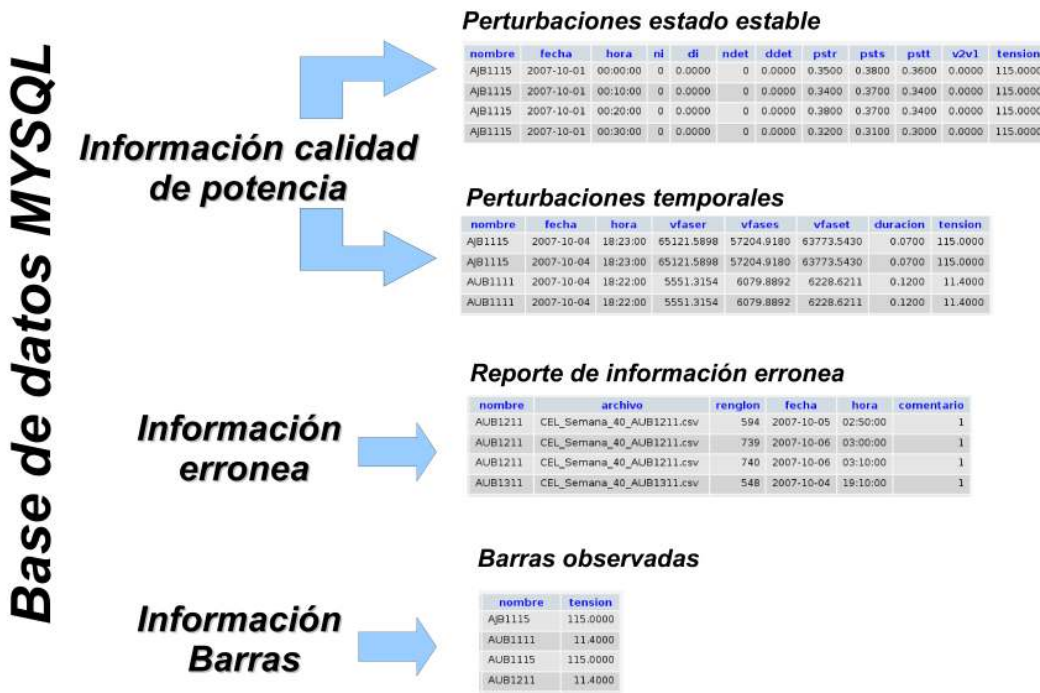 Base de datos MYSQL
Información calidad
de potencia
Perturbaciones estado estable
nombre fecha hora ni di ndet ddet pstr psts pstt v2v1 tension
AJB1115 2007-10-01 00:00:00 0 0.0000 0 0.0000 0.3500 0.3800 0.3600 0.0000 115.0000
AJB1115 2007-10-01 00:10:00 0 0.0000 0 0.0000 0.3400 0.3700 0.3400 0.0000 115.0000
AJB1115 2007-10-01 00:20:00 0 0.0000 0 0.0000 0.3800 0.3700 0.3400 0.0000 115.0000
AJB1115 2007-10-01 00:30:00 0 0.0000 0 0.0000 0.3200 0.3100 0.3000 0.0000 115.0000
Perturbaciones temporales
nombre fecha hora vfaser vfases vfaset duracion tension
AJB1115 2007-10-04 18:23:00 65121.5898 57204.9180 63773.5430 0.0700 115.0000
AJB1115 2007-10-04 18:23:00 65121.5898 57204.9180 63773.5430 0.0700 115.0000
AUB1111 2007-10-04 18:22:00 5551.3154 6079.8892 6228.6211 0.1200 11.4000
AUB1111 2007-10-04 18:22:00 5551.3154 6079.8892 6228.6211 0.1200 11.4000
Información
erronea
Reporte de información erronea
nombre archivo renglon fecha hora comentario
AUB1211 CEL_Semana_40_AUB1211.csv 594 2007-10-05 02:50:00 1
AUB1211 CEL_Semana_40_AUB1211.csv 739 2007-10-06 03:00:00 1
AUB1211 CEL_Semana_40_AUB1211.csv 740 2007-10-06 03:10:00 1
AUB1311 CEL_Semana_40_AUB1311.csv 548 2007-10-04 19:10:00 1
Información
Barras
Barras observadas
nombre tension
AJB1115 115.0000
AUB1111 11.4000
AUB1115 115.0000
AUB1211 11.4000